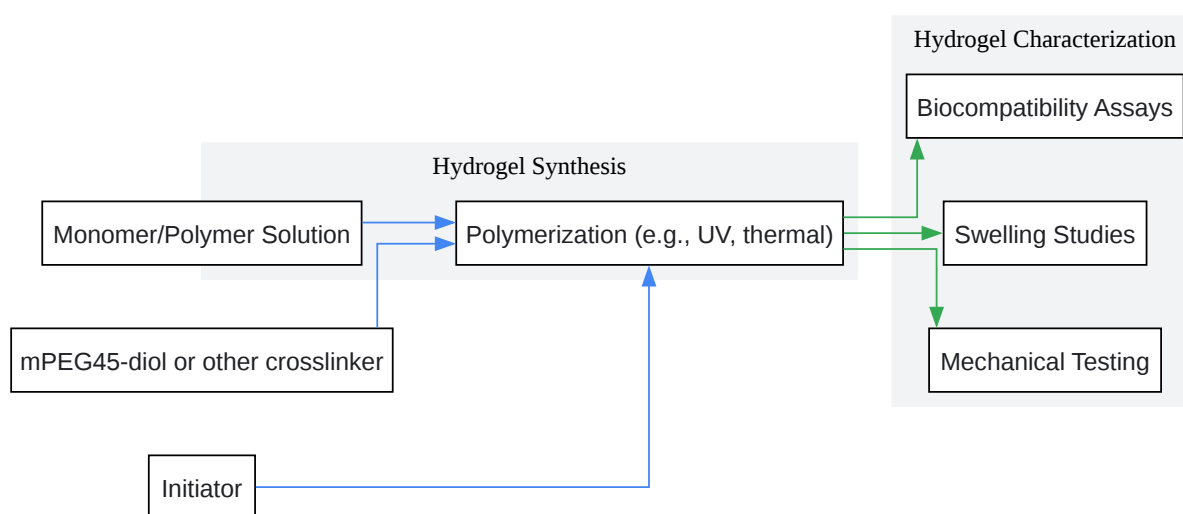 Hydrogel Characterization
Biocompatibility Assays
Hydrogel Synthesis
Monomer/Polymer Solution
Polymerization (e.g., UV, thermal)
Swelling Studies
mPEG45-diol or other crosslinker
Mechanical Testing
Initiator